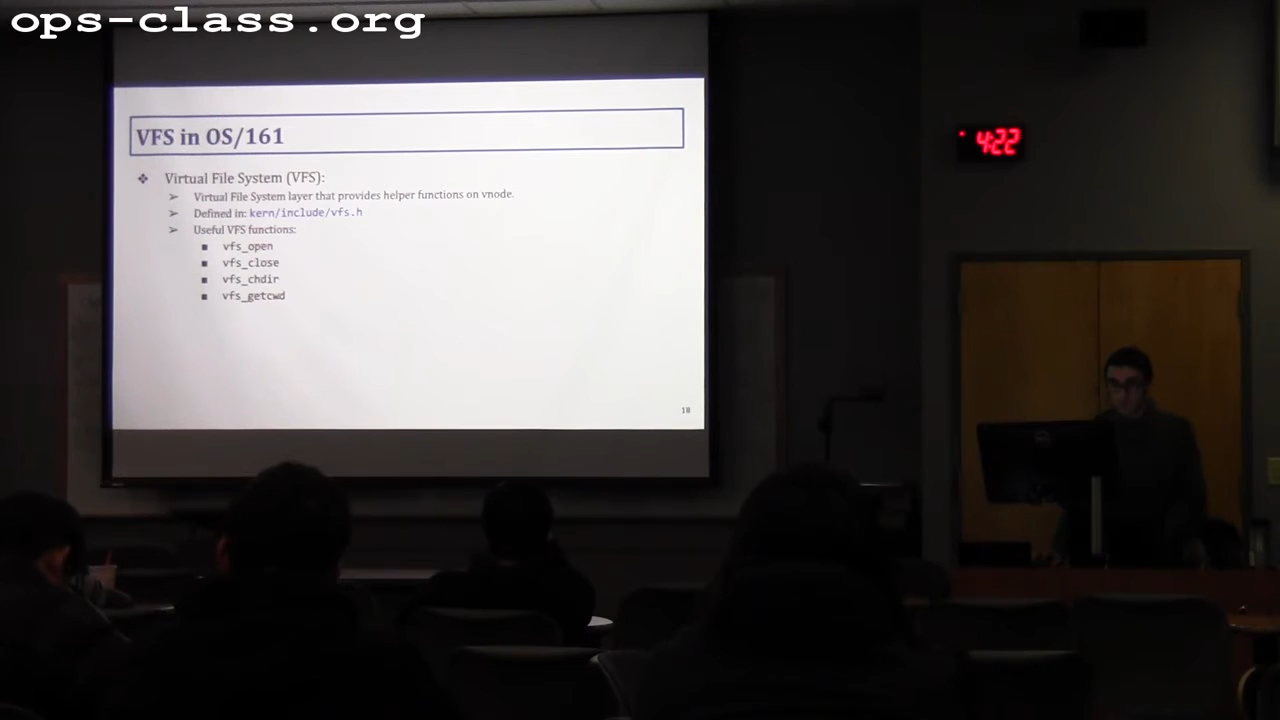 ops-class.org
VFS in OS/161
❖ Virtual File System (VFS):
➢ Virtual File System layer that provides helper functions on vnode.
➢ Defined in: kern/include/vfs.h
➢ Useful VFS functions:
▪ vfs_open
▪ vfs_close
▪ vfs_chdir
▪ vfs_getcwd
18
4:22